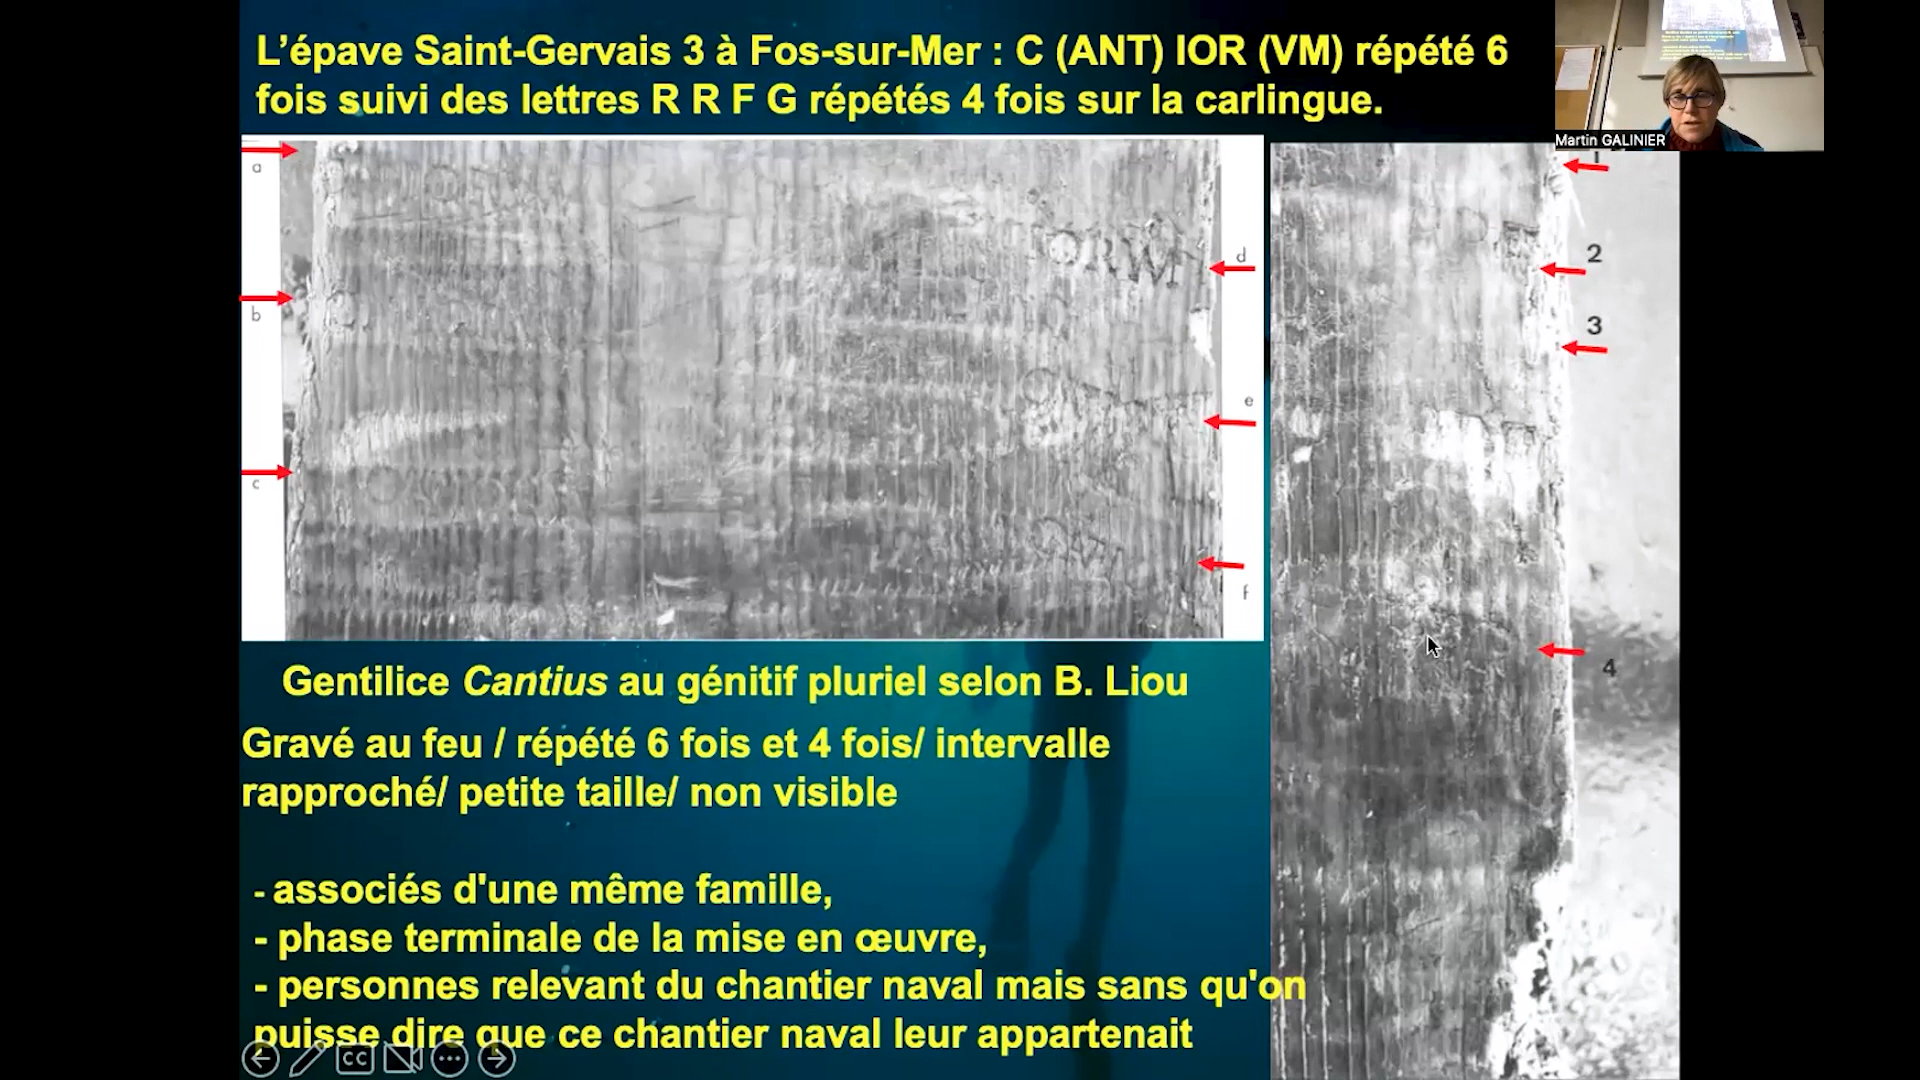 L'épave Saint-Gervais 3 à Fos-sur-Mer : C (ANT) IOR (VM) répété 6
fois suivi des lettres R R F G répétés 4 fois sur la carlingue.
Martin GALINIER
a
b
c
d
e
f
1
2
3
4
Gentilice Cantius au génitif pluriel selon B. Liou
Gravé au feu / répété 6 fois et 4 fois/ intervalle
rapproché/ petite taille/ non visible
- associés d'une même famille,
- phase terminale de la mise en œuvre,
- personnes relevant du chantier naval mais sans qu'on
puisse dire que ce chantier naval leur appartenait
CC